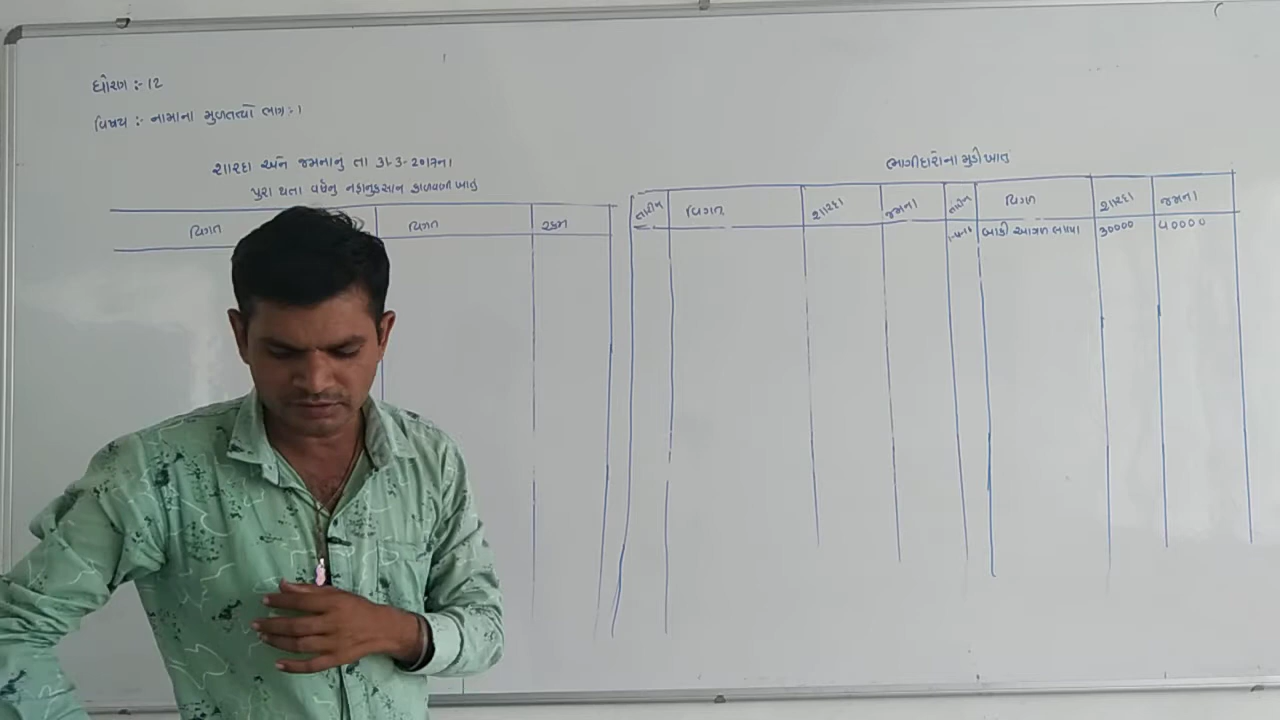 ધોરણ :- 12
વિષય :- નામાના મુળતત્વો ભાગ :- 1
શારદા અને જમનાનું તા 31-3-2017ના
પુરા થતા વર્ષનું નફાનુકસાન ફાળવણી ખાતું
વિગત વિગત રકમ
ભાગીદારોના મુડી ખાતુ
તારીખ વિગત શારદા જમના તારીખ વિગત શારદા જમના
બાકી આગળ લાવ્યા 30000 40000